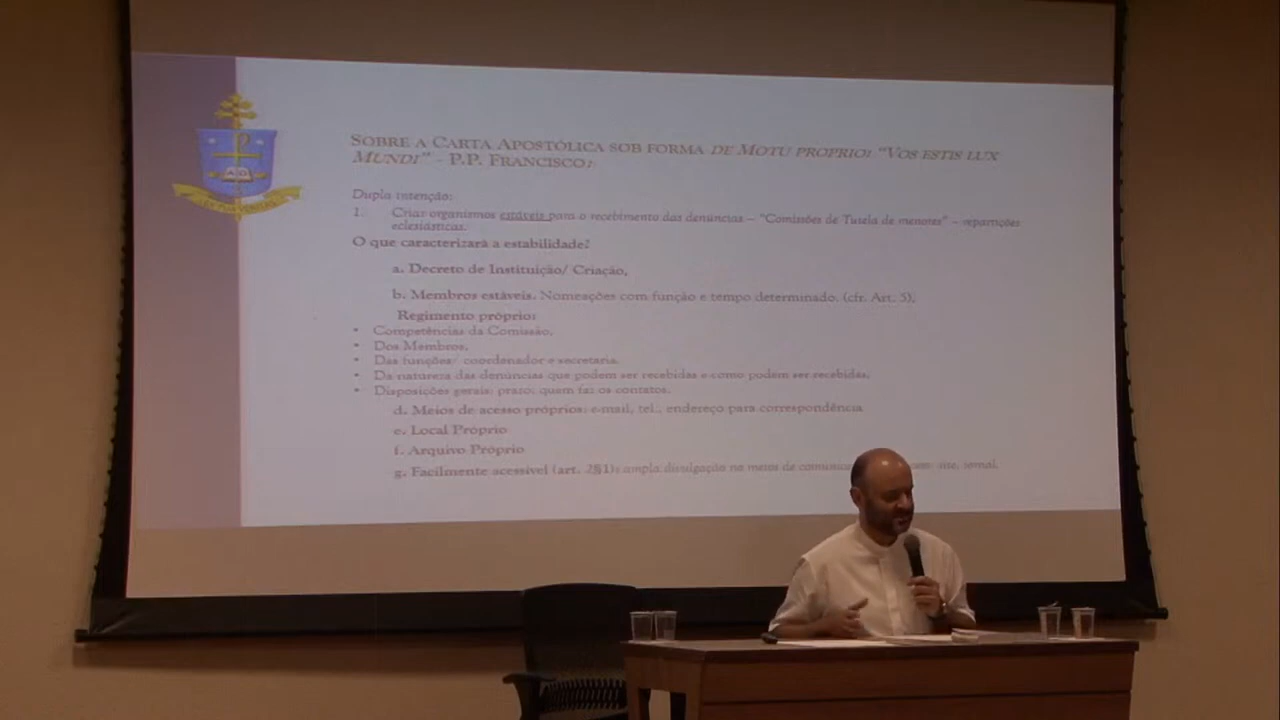 SOBRE A CARTA APOSTÓLICA SOB FORMA DE MOTU PROPRIO: "VOS ESTIS LUX
MUNDI" - P.P. FRANCISCO:
Dupla intenção:
1. Criar organismos estáveis para o recebimento das denúncias – "Comissões de Tutela de menores" – repartições
eclesiásticas.
O que caracterizará a estabilidade?
a. Decreto de Instituição/ Criação,
b. Membros estáveis. Nomeações com função e tempo determinado. (cfr. Art. 5).
Regimento próprio:
• Competências da Comissão.
• Dos Membros.
• Das funções/ coordenador e secretaria.
• Da natureza das denúncias que podem ser recebidas e como podem ser recebidas.
• Disposições gerais: prazo; quem faz os contatos.
d. Meios de acesso próprios: e-mail, tel., endereço para correspondência
e. Local Próprio
f. Arquivo Próprio
g. Facilmente acessível (art. 2§1): ampla divulgação no meios de site, jornal.